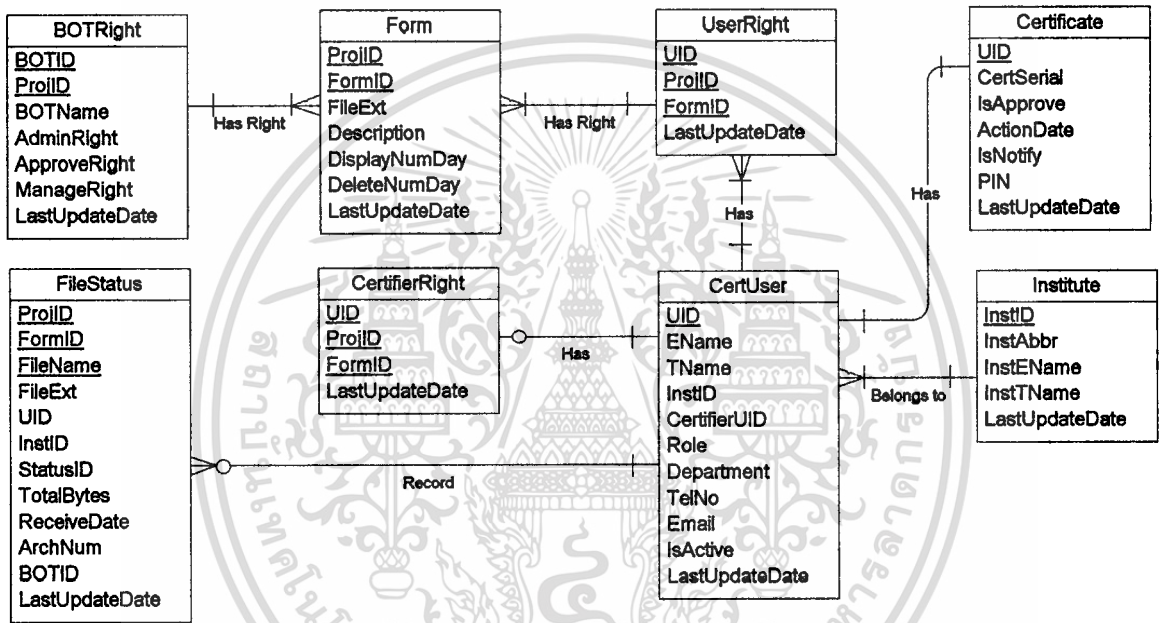 BOTRight
BOTID
ProjID
BOTName
AdminRight
ApproveRight
ManageRight
LastUpdateDate
Has Right
Form
ProjID
FormID
FileExt
Description
DisplayNumDay
DeleteNumDay
LastUpdateDate
Has Right
UserRight
UID
ProjID
FormID
LastUpdateDate
Has
Certificate
UID
CertSerial
IsApprove
ActionDate
IsNotify
PIN
LastUpdateDate
Has
FileStatus
ProjID
FormID
FileName
FileExt
UID
InstID
StatusID
TotalBytes
ReceiveDate
ArchNum
BOTID
LastUpdateDate
Record
CertifierRight
UID
ProjID
FormID
LastUpdateDate
Has
CertUser
UID
EName
TName
InstID
CertifierUID
Role
Department
TelNo
Email
IsActive
LastUpdateDate
Belongs to
Institute
InstID
InstAbbr
InstEName
InstTName
LastUpdateDate